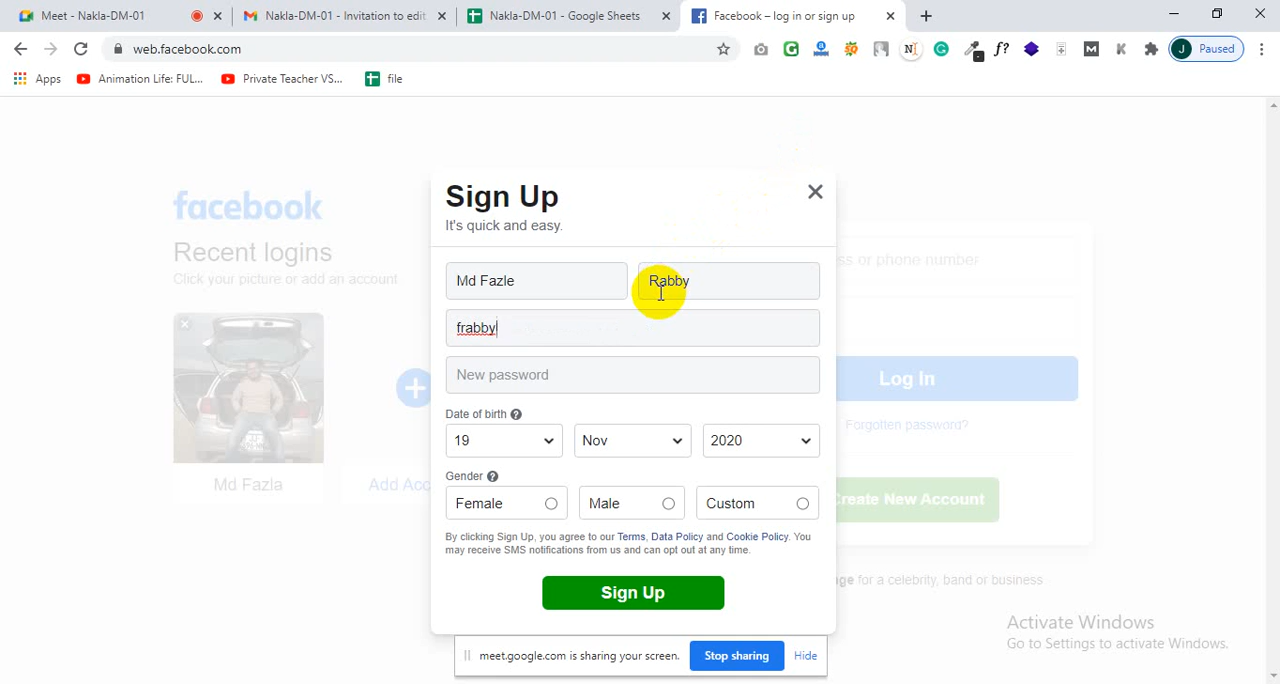 Meet - Nakla-DM-01
Nakla-DM-01 - Invitation to edit
Nakla-DM-01 - Google Sheets
Facebook – log in or sign up
web.facebook.com
J Paused
Apps
Animation Life: FUL...
Private Teacher VS...
file
facebook
Recent logins
Click your picture or add an account
Md Fazla
Add Acc
Sign Up
It's quick and easy.
Md Fazle
Rabby
frabby
New password
Date of birth
19
Nov
2020
Gender
Female
Male
Custom
By clicking Sign Up, you agree to our Terms, Data Policy and Cookie Policy. You
may receive SMS notifications from us and can opt out at any time.
Sign Up
ss or phone number
Log In
Forgotten password?
Create New Account
ge for a celebrity, band or business
Activate Windows
Go to Settings to activate Windows.
meet.google.com is sharing your screen.
Stop sharing
Hide